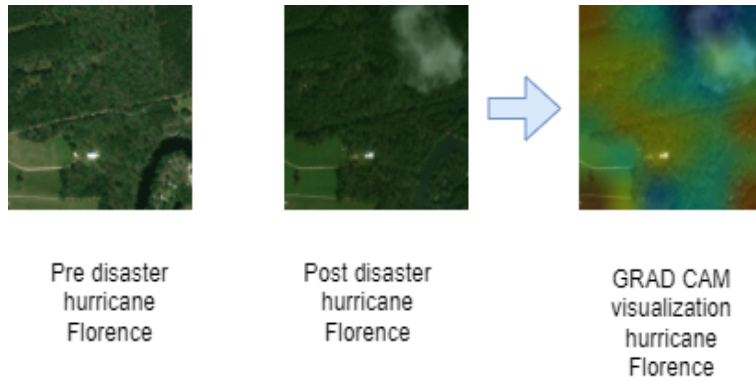 Pre disaster
hurricane
Florence
Post disaster
hurricane
Florence
GRAD CAM
visualization
hurricane
Florence